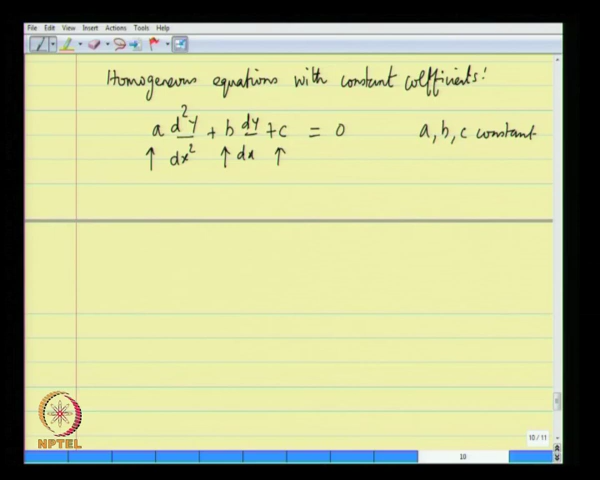 File Edit View Insert Actions Tools Help
Homogeneous equations with constant coefficients:
a d²y/dx² + b dy/dx + c = 0 a, b, c constant
↑ ↑ ↑
NPTEL
10/11
10